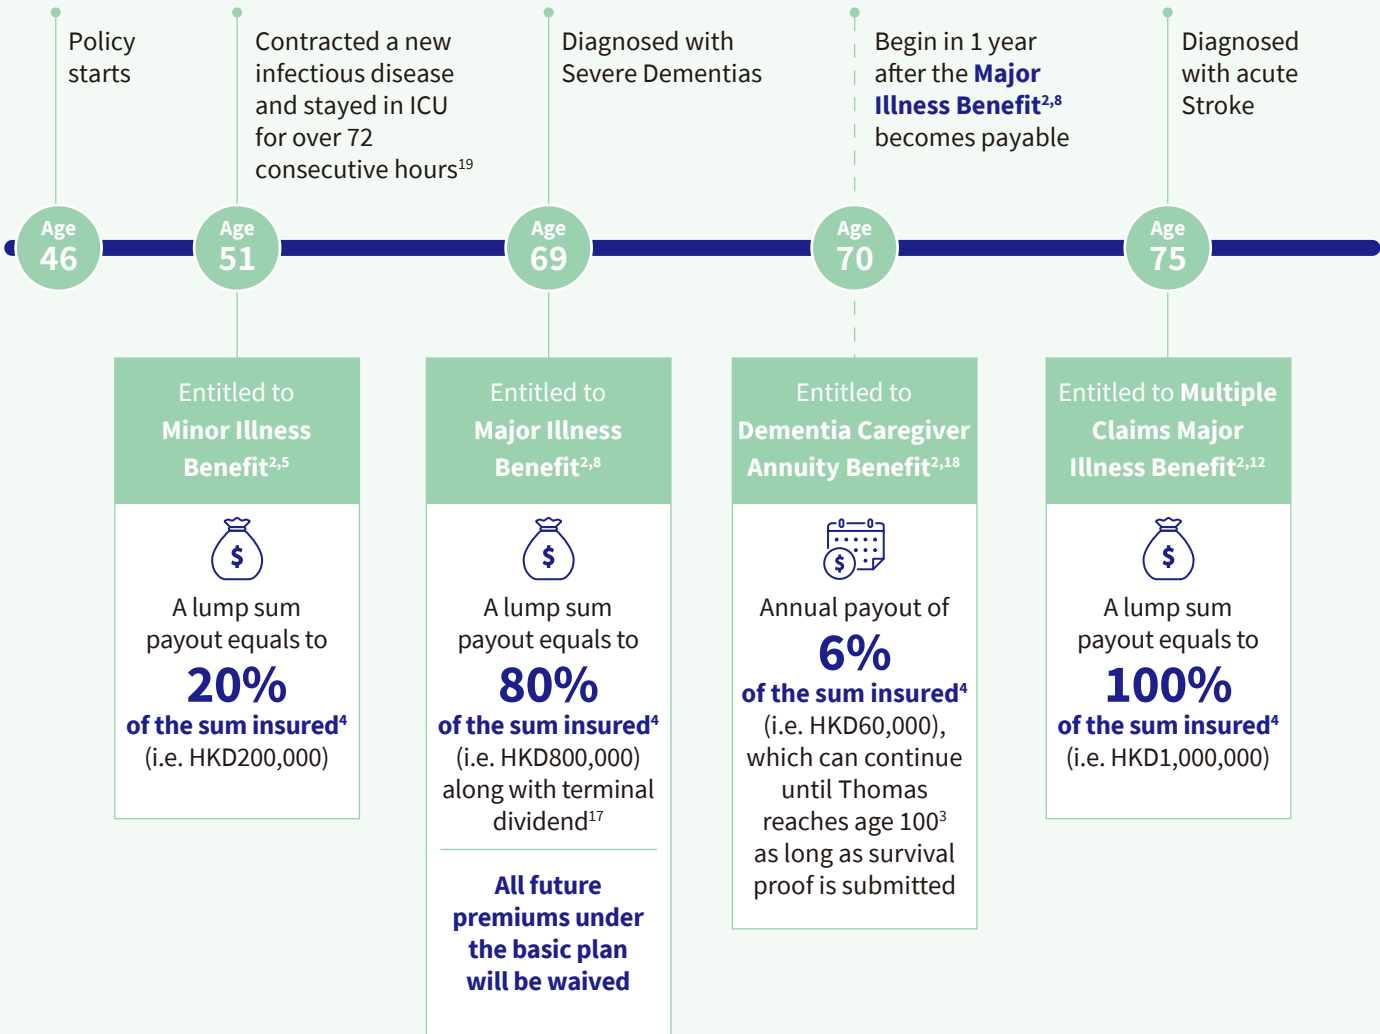 Policy
starts
Contracted a new
infectious disease
and stayed in ICU
for over 72
consecutive hours19
Diagnosed with
Severe Dementias
Begin in 1 year
after the Major
Illness Benefit2,8
becomes payable
Diagnosed
with acute
Stroke
Age
46
Age
51
Age
69
Age
70
Age
75
Entitled to
Minor Illness
Benefit2,5
$
A lump sum
payout equals to
20%
of the sum insured4
(i.e. HKD200,000)
Entitled to
Major Illness
Benefit2,8
$
A lump sum
payout equals to
80%
of the sum insured4
(i.e. HKD800,000)
along with terminal
dividend17
All future
premiums under
the basic plan
will be waived
Entitled to
Dementia Caregiver
Annuity Benefit2,18
$
Annual payout of
6%
of the sum insured4
(i.e. HKD60,000),
which can continue
until Thomas
reaches age 1003
as long as survival
proof is submitted
Entitled to Multiple
Claims Major
Illness Benefit2,12
$
A lump sum
payout equals to
100%
of the sum insured4
(i.e. HKD1,000,000)